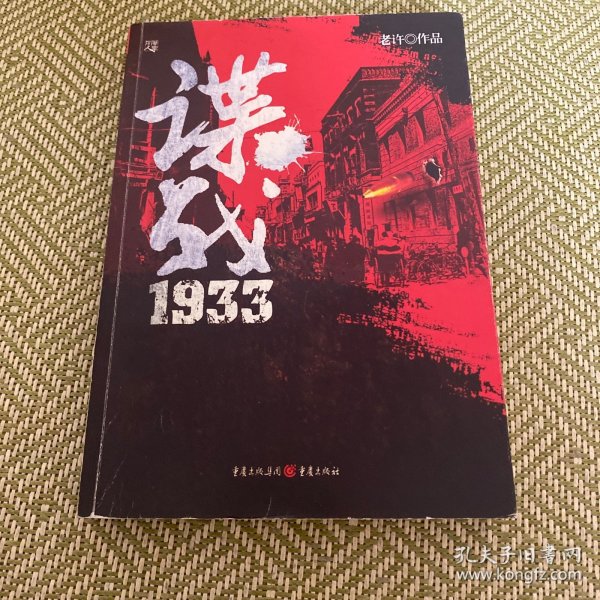 老许◎作品
谍战
1933
重庆出版集团 重庆出版社
孔夫子旧书网
www.kongfz.com